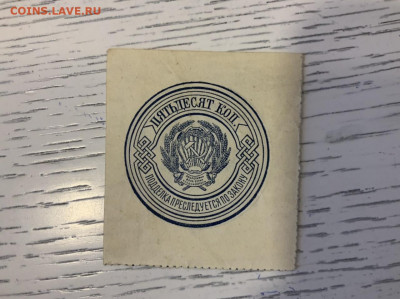 COINS.LAVE.RU
ПЯТЬДЕСЯТ КОП.
ПОДДЕЛКА ПРЕСЛЕДУЕТСЯ ПО ЗАКОНУ